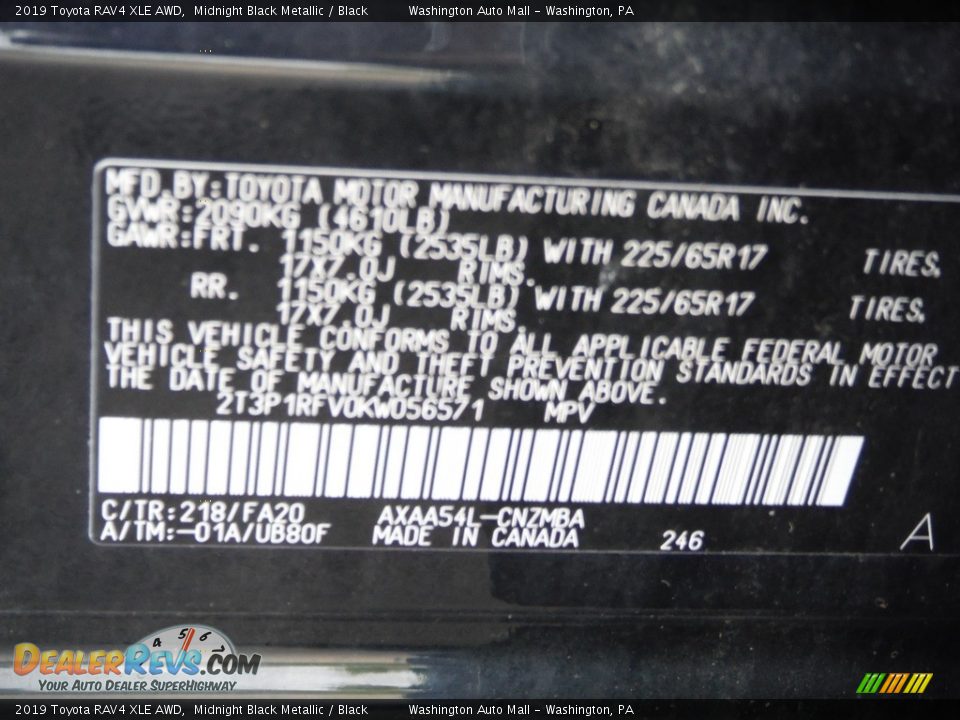 2019 Toyota RAV4 XLE AWD, Midnight Black Metallic / Black Washington Auto Mall - Washington, PA
MFD.BY:TOYOTA MOTOR MANUFACTURING CANADA INC.
GVWR:2090KG (4610LB)
GAWR:FRT. 1150KG (2535LB) WITH 225/65R17 TIRES.
17X7.0J RIMS.
RR. 1150KG (2535LB) WITH 225/65R17 TIRES.
17X7.0J RIMS.
THIS VEHICLE CONFORMS TO ALL APPLICABLE FEDERAL MOTOR
VEHICLE SAFETY AND THEFT PREVENTION STANDARDS IN EFFECT
THE DATE OF MANUFACTURE SHOWN ABOVE.
2T3P1RFV0KW056571 MPV
C/TR:218/FA20 AXAA54L-CNZMBA
A/TM:-01A/UB80F MADE IN CANADA 246 A
4 5 6
DEALERREVS.COM
YOUR AUTO DEALER SUPERHIGHWAY
2019 Toyota RAV4 XLE AWD, Midnight Black Metallic / Black Washington Auto Mall - Washington, PA